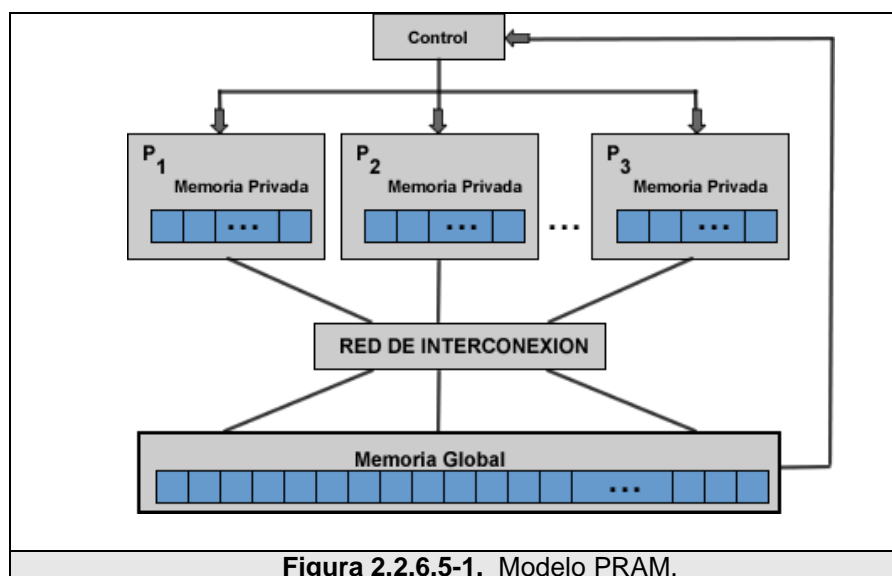 Control
P1
Memoria Privada
...
P2
Memoria Privada
...
...
P3
Memoria Privada
...
RED DE INTERCONEXION
Memoria Global
...
Figura 2.2.6.5-1. Modelo PRAM.